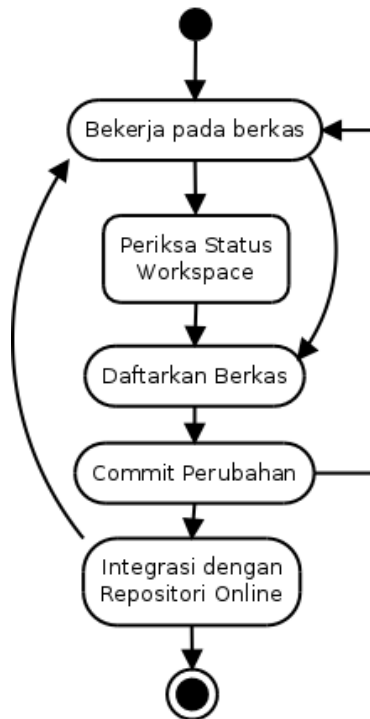 Bekerja pada berkas
Periksa Status
Workspace
Daftarkan Berkas
Commit Perubahan
Integrasi dengan
Repositori Online